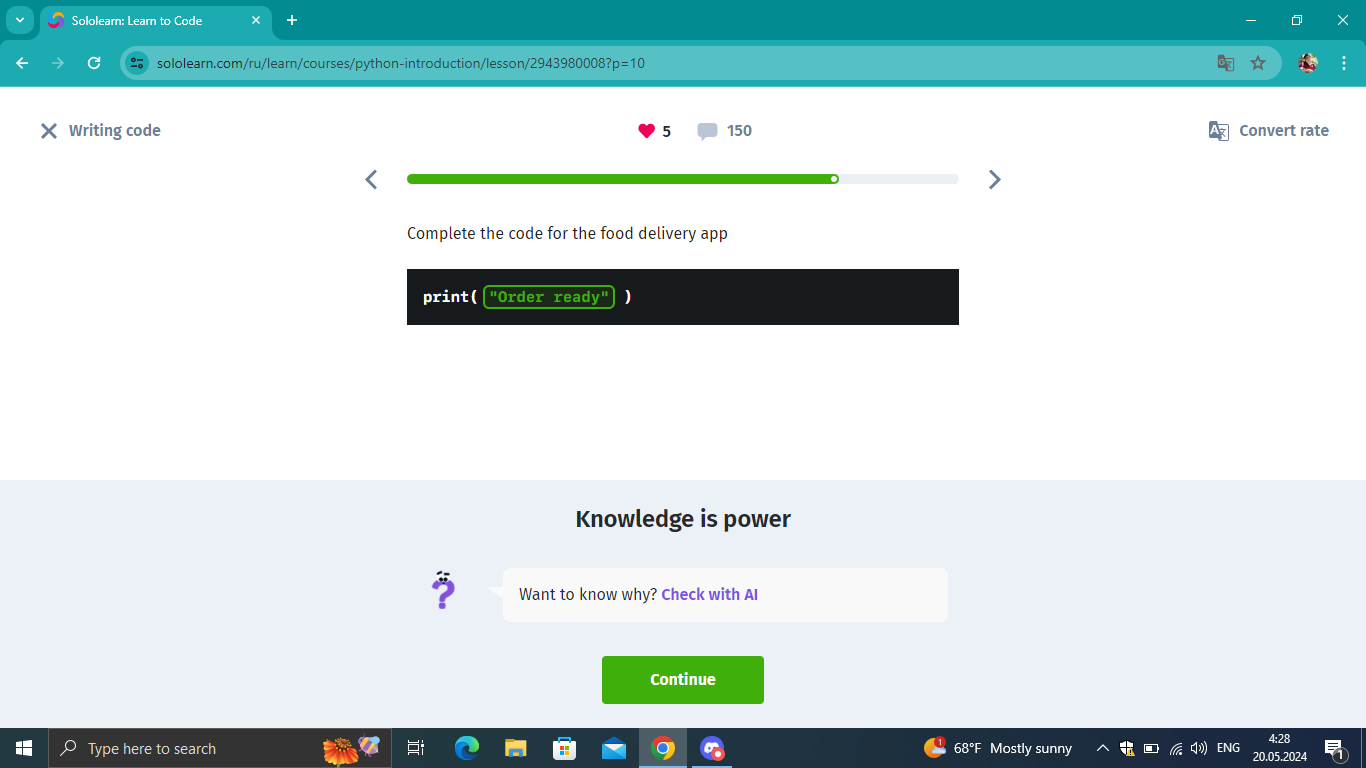 Sololearn: Learn to Code
sololearn.com/ru/learn/courses/python-introduction/lesson/2943980008?p=10
Writing code
5
150
Convert rate
Complete the code for the food delivery app
print( "Order ready" )
Knowledge is power
Want to know why? Check with AI
Continue
Type here to search
1
68°F Mostly sunny
ENG
4:28
20.05.2024
1